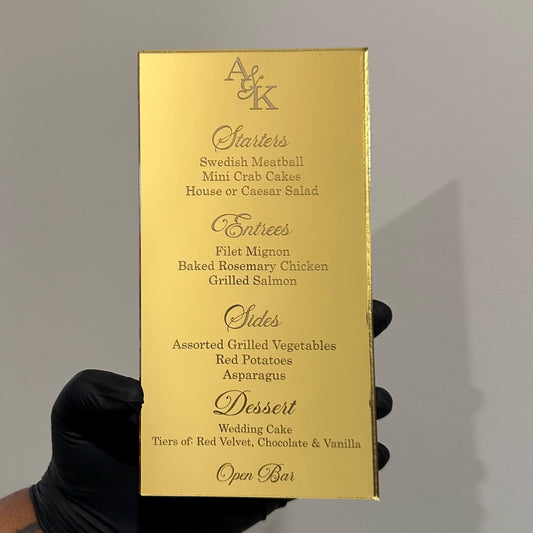 A&K
Starters
Swedish Meatball
Mini Crab Cakes
House or Caesar Salad
Entrees
Filet Mignon
Baked Rosemary Chicken
Grilled Salmon
Sides
Assorted Grilled Vegetables
Red Potatoes
Asparagus
Dessert
Wedding Cake
Tiers of: Red Velvet, Chocolate & Vanilla
Open Bar